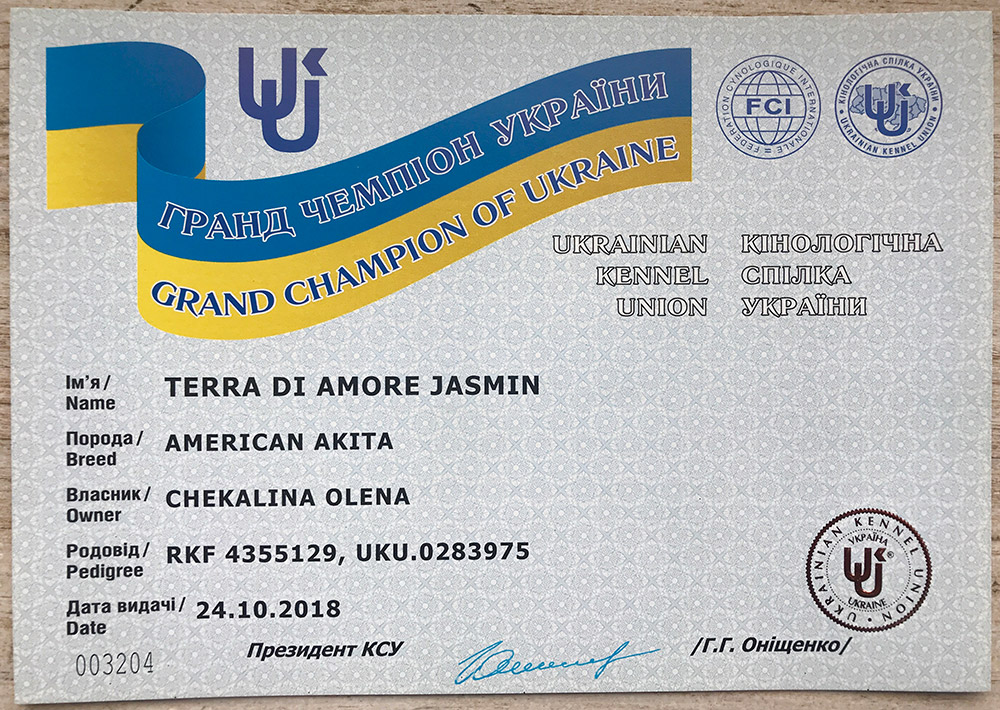 ГРАНД ЧЕМПІОН УКРАЇНИ
GRAND CHAMPION OF UKRAINE
FEDERATION CYNOLOGIQUE INTERNATIONALE
FCI
КІНОЛОГІЧНА СПІЛКА УКРАЇНИ
UKRAINIAN KENNEL UNION
UKRAINIAN КІНОЛОГІЧНА
KENNEL СПІЛКА
UNION УКРАЇНИ
Ім'я/
Name TERRA DI AMORE JASMIN
Порода/
Breed AMERICAN AKITA
Власник/
Owner CHEKALINA OLENA
Родовід/
Pedigree RKF 4355129, UKU.0283975
Дата видачі/
Date 24.10.2018
UKRAINIAN KENNEL UNION
УКРАЇНА
UKRAINE
Президент КСУ /Г.Г. Оніщенко/
003204